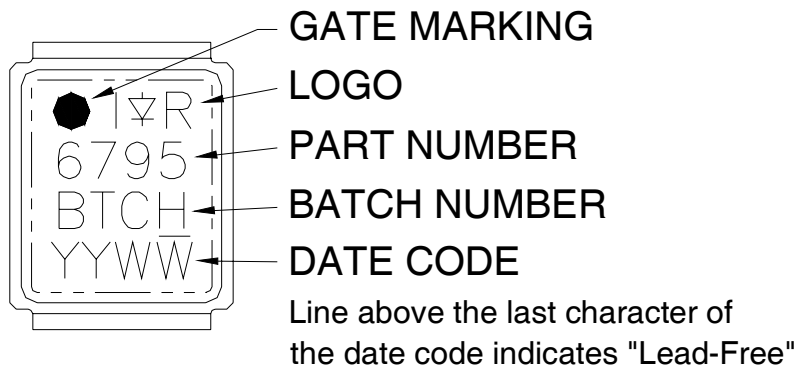 GATE MARKING
I R
LOGO
6795
PART NUMBER
BTCH
BATCH NUMBER
YYWW̅
DATE CODE
Line above the last character of
the date code indicates "Lead-Free"